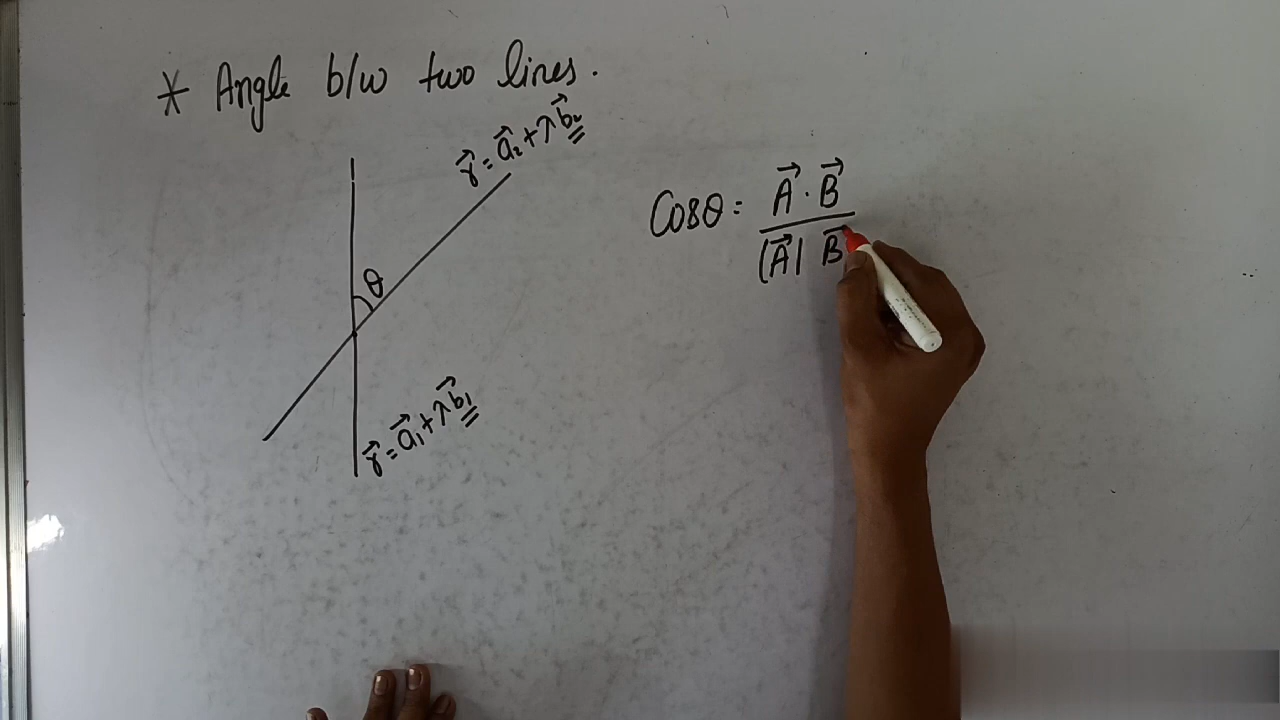 * Angle b/w two lines.
r⃗ = a⃗₂ + λb⃗₂
θ
r⃗ = a⃗₁ + λb⃗₁
Cosθ = A⃗ · B⃗
|A⃗| B⃗